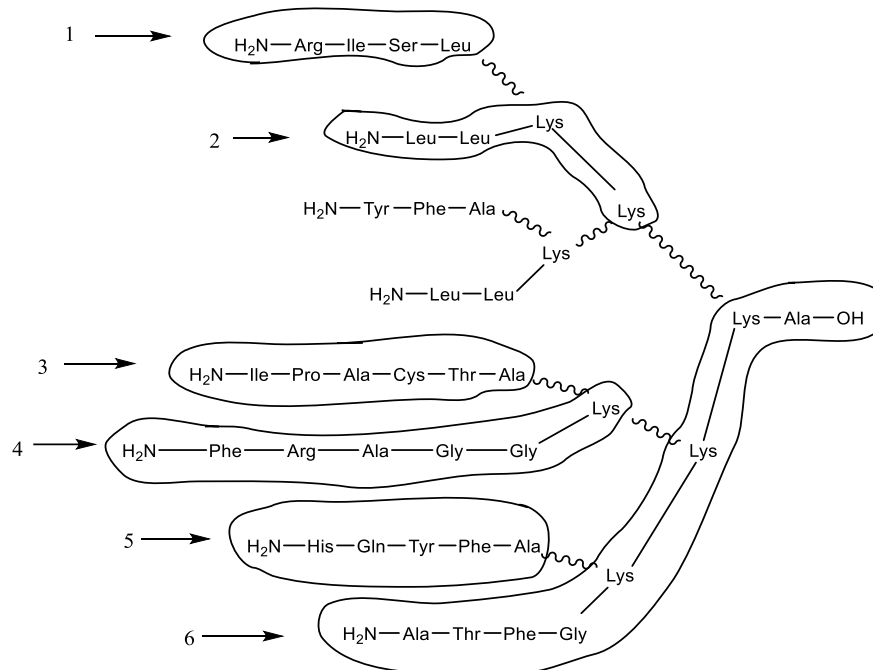 1
H₂N—Arg—Ile—Ser—Leu
2
H₂N—Leu—Leu—Lys
Lys
H₂N—Tyr—Phe—Ala
Lys
H₂N—Leu—Leu
Lys—Ala—OH
3
H₂N—Ile—Pro—Ala—Cys—Thr—Ala
Lys
4
H₂N—Phe—Arg—Ala—Gly—Gly
Lys
5
H₂N—His—Gln—Tyr—Phe—Ala
Lys
6
H₂N—Ala—Thr—Phe—Gly